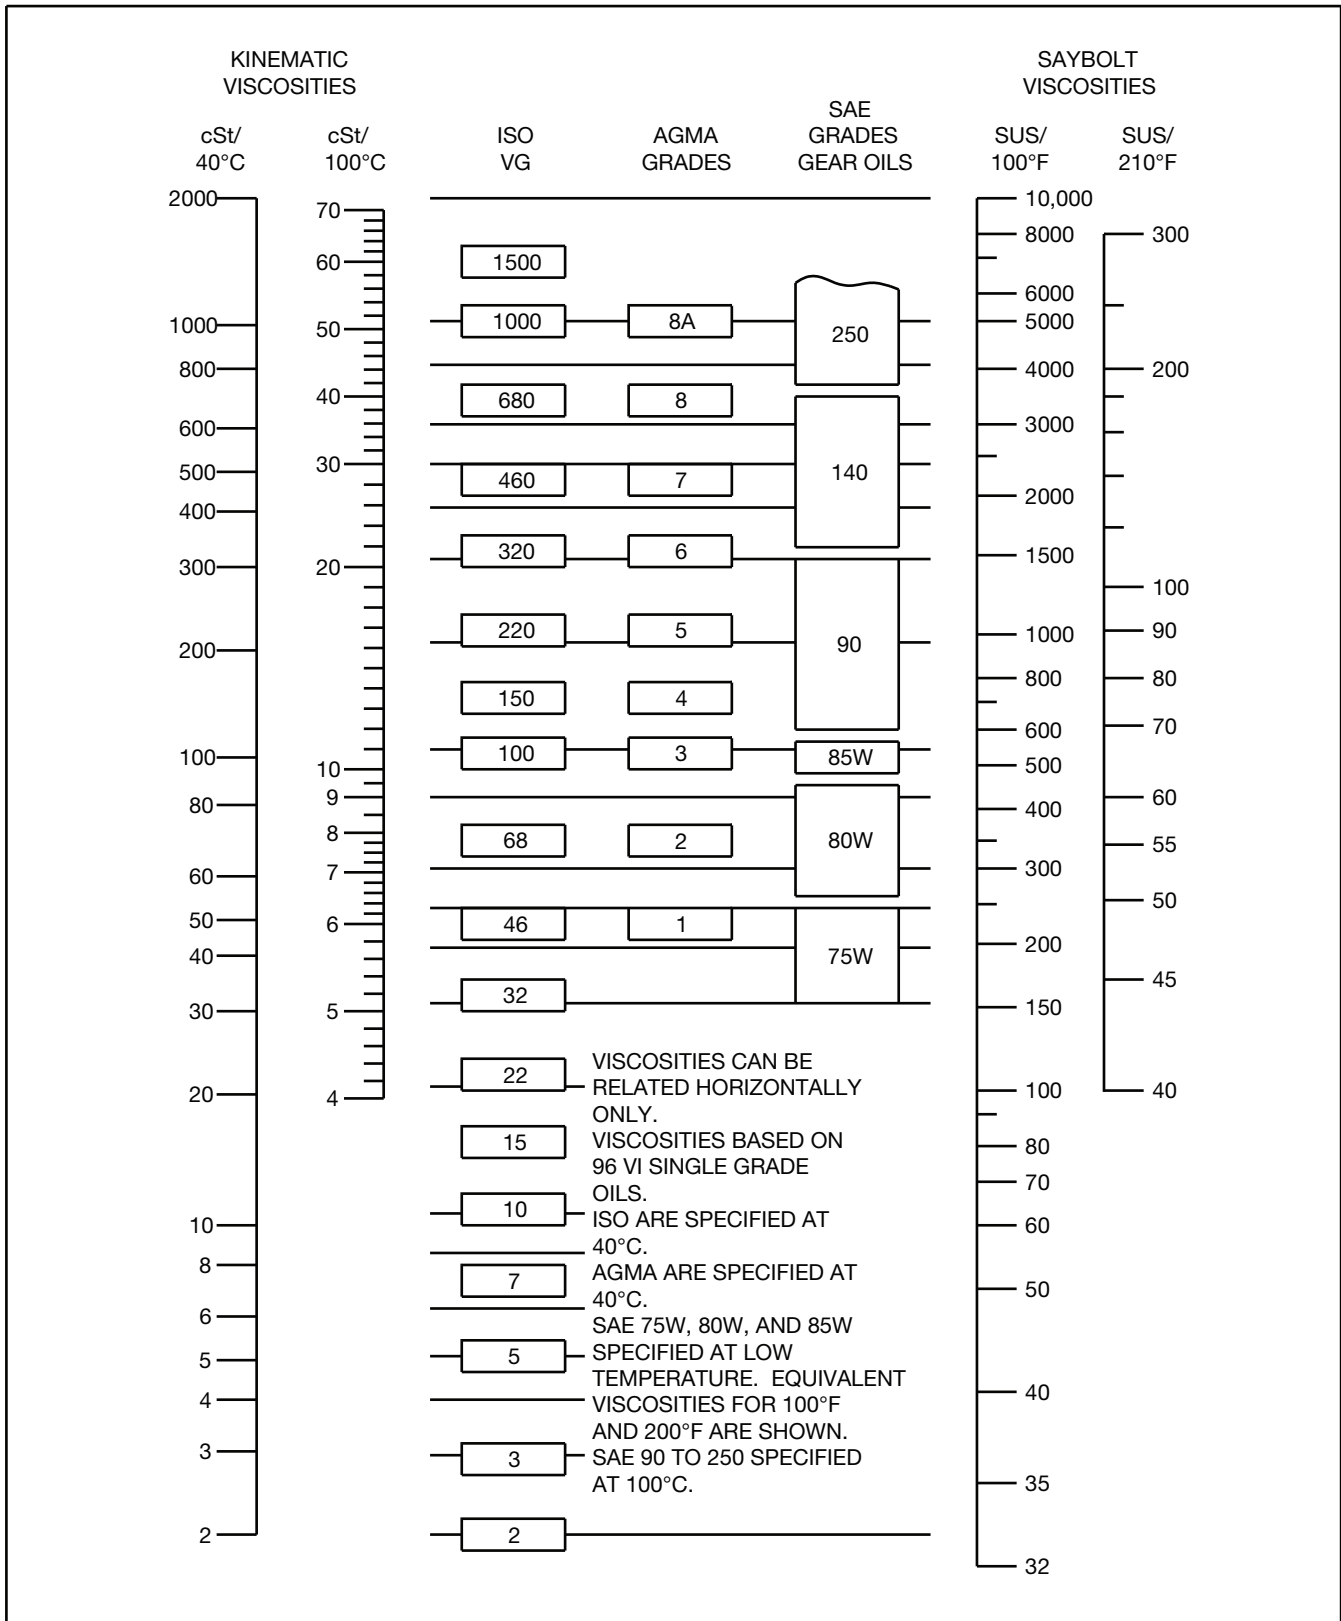 KINEMATIC
VISCOSITIES
SAYBOLT
VISCOSITIES
cSt/
40°C
cSt/
100°C
ISO
VG
AGMA
GRADES
SAE
GRADES
GEAR OILS
SUS/
100°F
SUS/
210°F
2000
1000
800
600
500
400
300
200
100
80
60
50
40
30
20
10
8
6
5
4
3
2
70
60
50
40
30
20
10
9
8
7
6
5
4
1500
1000
680
460
320
220
150
100
68
46
32
22
15
10
7
5
3
2
8A
8
7
6
5
4
3
2
1
250
140
90
85W
80W
75W
VISCOSITIES CAN BE
RELATED HORIZONTALLY
ONLY.
VISCOSITIES BASED ON
96 VI SINGLE GRADE
OILS.
ISO ARE SPECIFIED AT
40°C.
AGMA ARE SPECIFIED AT
40°C.
SAE 75W, 80W, AND 85W
SPECIFIED AT LOW
TEMPERATURE. EQUIVALENT
VISCOSITIES FOR 100°F
AND 200°F ARE SHOWN.
SAE 90 TO 250 SPECIFIED
AT 100°C.
10,000
8000
6000
5000
4000
3000
2000
1500
1000
800
600
500
400
300
200
150
100
80
70
60
50
40
35
32
300
200
100
90
80
70
60
55
50
45
40